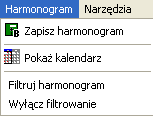 Harmonogram Narzędzia
Zapisz harmonogram
Pokaż kalendarz
Filtruj harmonogram
Wyłącz filtrowanie